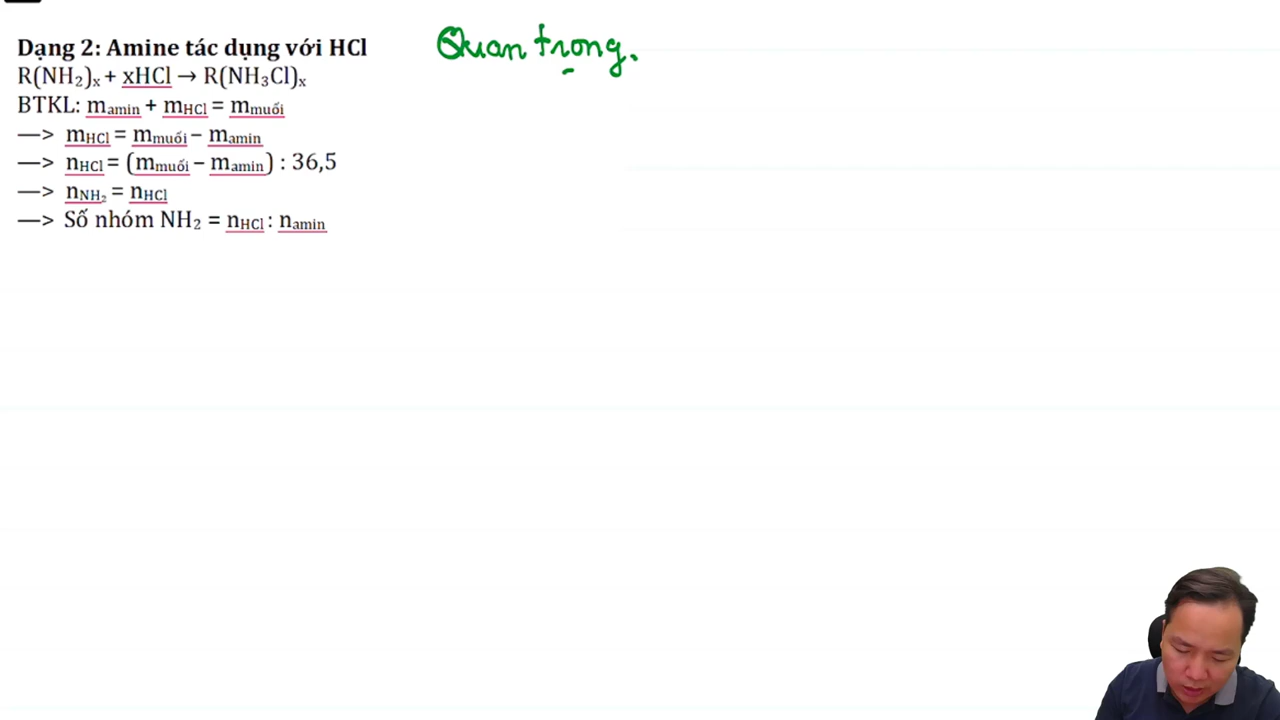 Dạng 2: Amine tác dụng với HCl
Quan trọng.
R(NH₂)ₓ + xHCl → R(NH₃Cl)ₓ
BTKL: mamin + mHCl = mmuối
—> mHCl = mmuối – mamin
—> nHCl = (mmuối – mamin) : 36,5
—> nNH₂ = nHCl
—> Số nhóm NH₂ = nHCl : namin